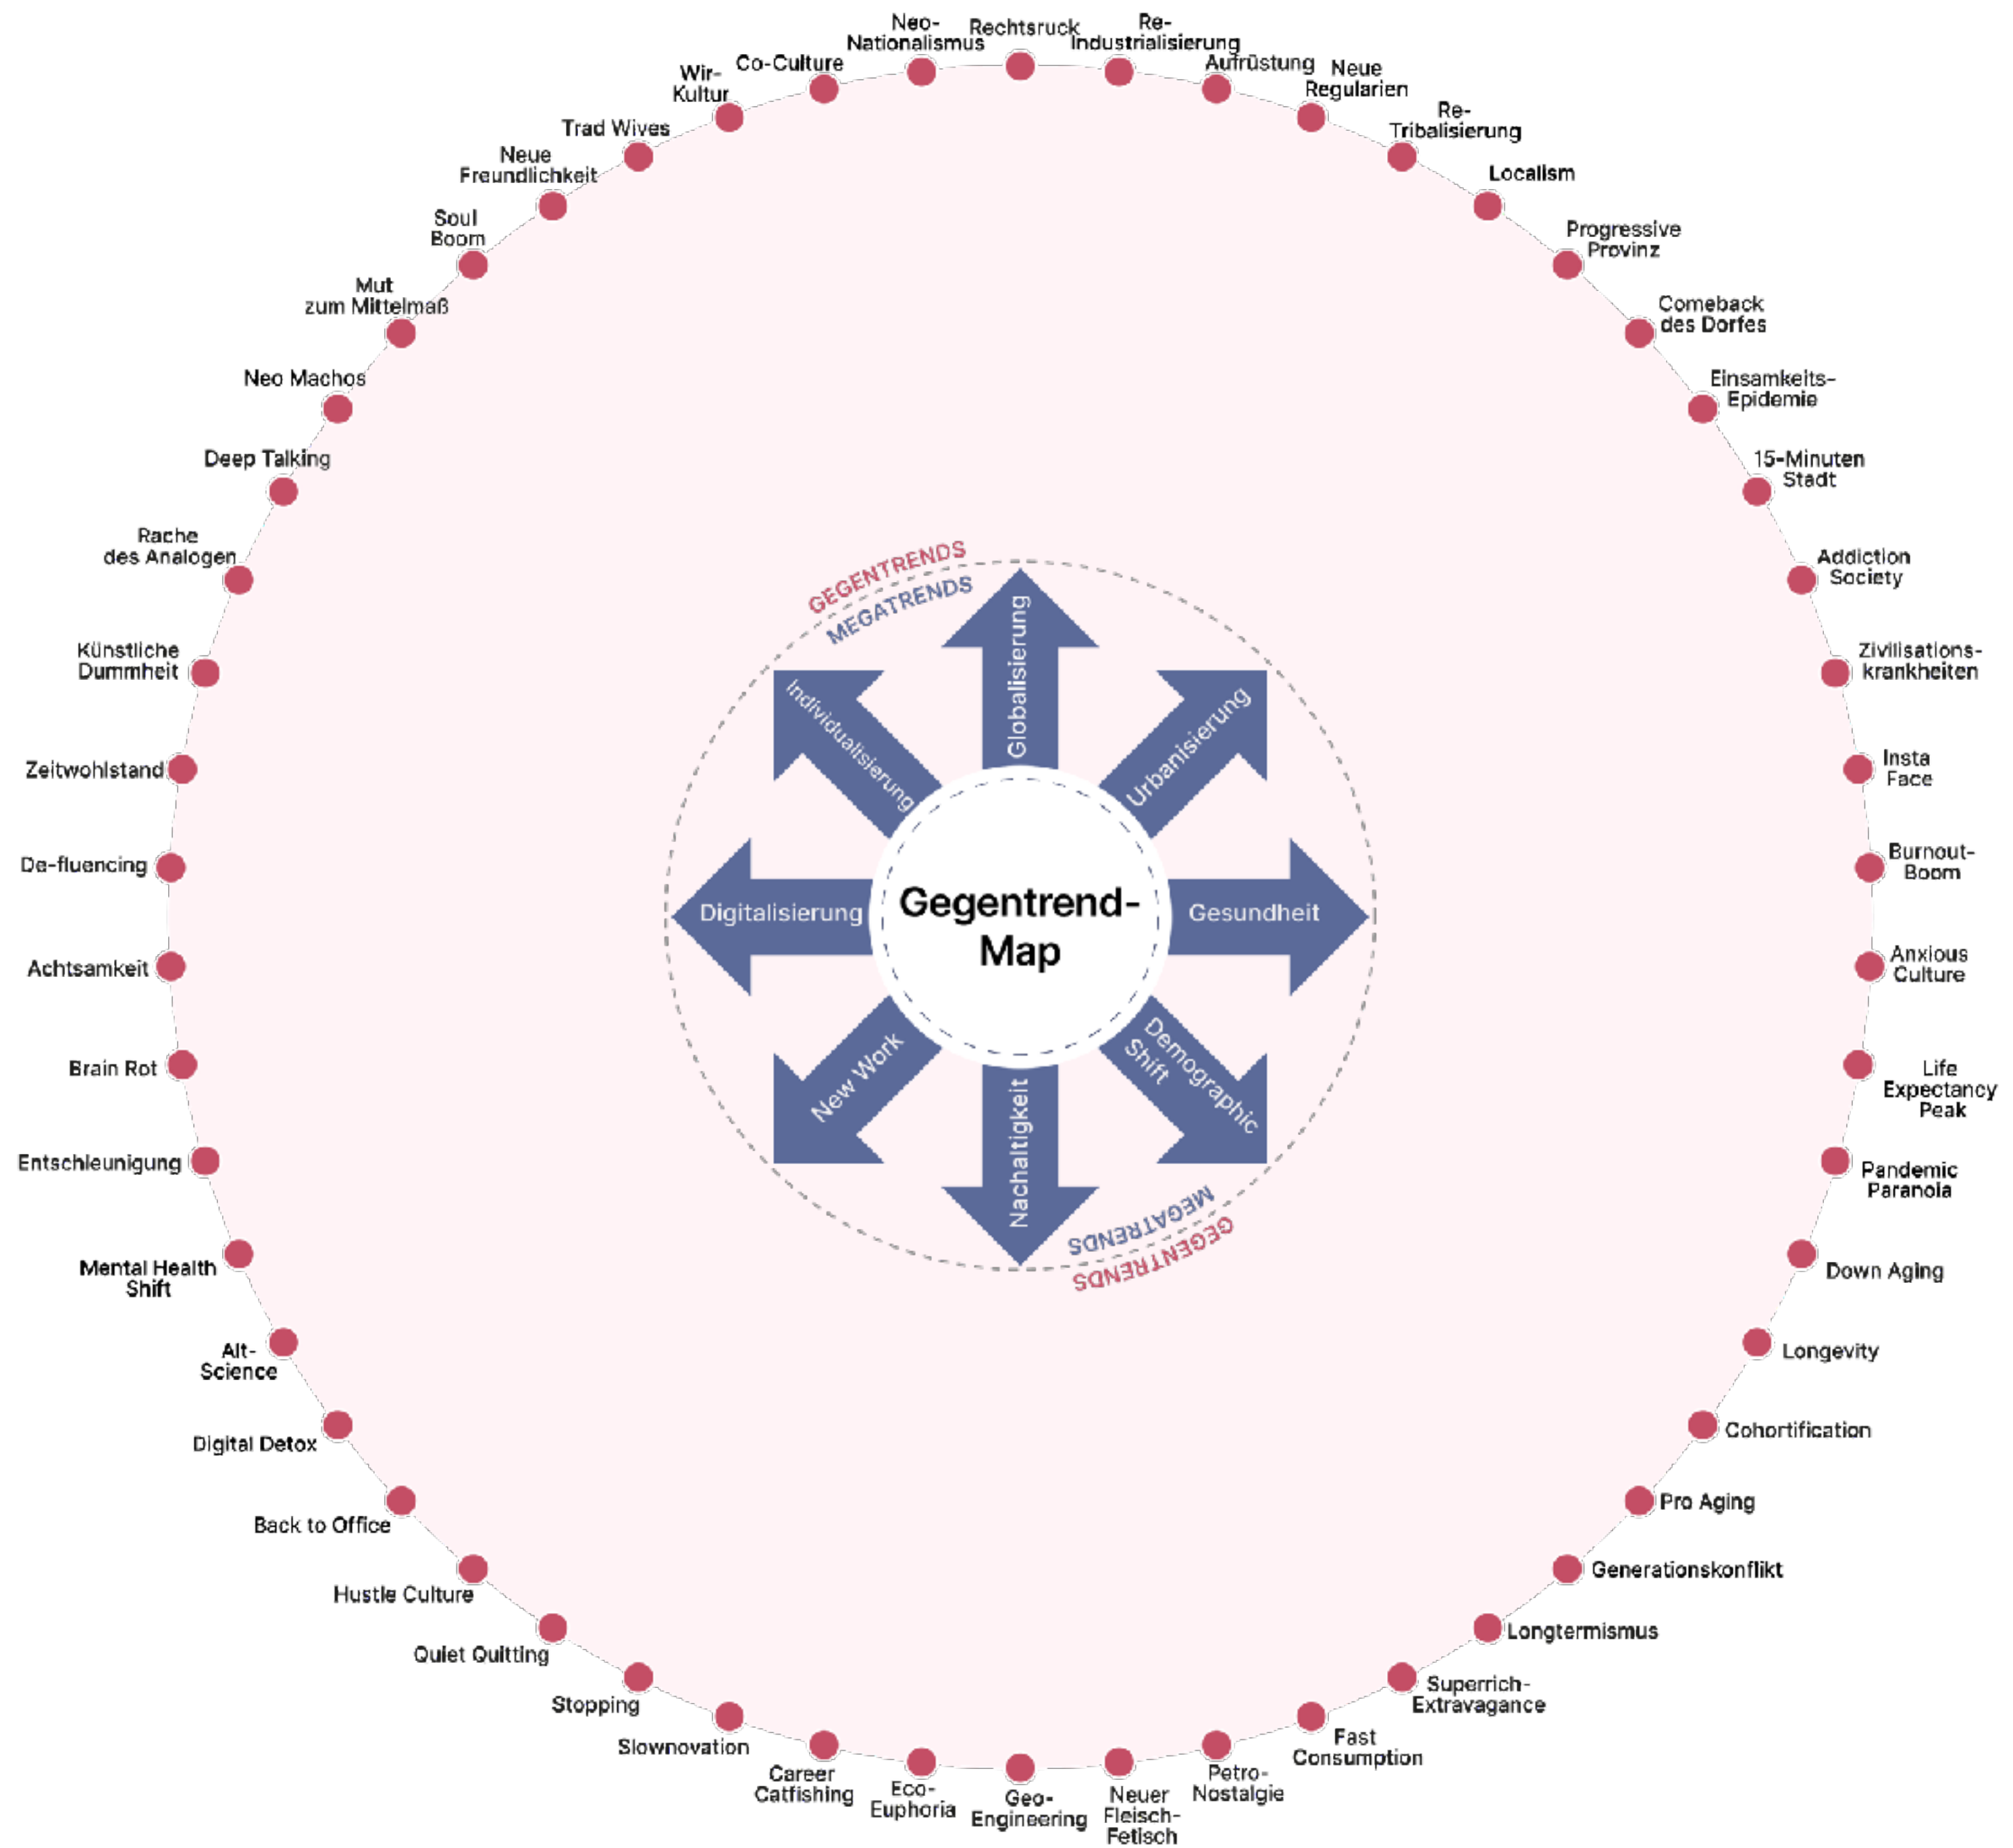 Neo-
Nationalismus
Rechtsruck
Re-
Industrialisierung
Aufrüstung
Neue
Regularien
Re-
Tribalisierung
Localism
Progressive
Provinz
Comeback
des Dorfes
Einsamkeits-
Epidemie
15-Minuten
Stadt
Addiction
Society
Zivilisations-
krankheiten
Insta
Face
Burnout-
Boom
Anxious
Culture
Life
Expectancy
Peak
Pandemic
Paranoia
Down Aging
Longevity
Cohortification
Pro Aging
Generationskonflikt
Longtermismus
Superrich-
Extravagance
Fast
Consumption
Petro-
Nostalgie
Neuer
Fleisch-
Fetisch
Geo-
Engineering
Eco-
Euphoria
Career
Catfishing
Slownovation
Stopping
Quiet Quitting
Hustle Culture
Back to Office
Digital Detox
Alt-
Science
Mental Health
Shift
Entschleunigung
Brain Rot
Achtsamkeit
De-fluencing
Zeitwohlstand
Künstliche
Dummheit
Rache
des Analogen
Deep Talking
Neo Machos
Mut
zum Mittelmaß
Soul
Boom
Neue
Freundlichkeit
Trad Wives
Wir-
Kultur
Co-Culture
GEGENTRENDS
MEGATRENDS
Globalisierung
Urbanisierung
Gesundheit
Demographic
Shift
Nachaltigkeit
New Work
Digitalisierung
Individualisierung
Gegentrend-
Map
MEGATRENDS
GEGENTRENDS